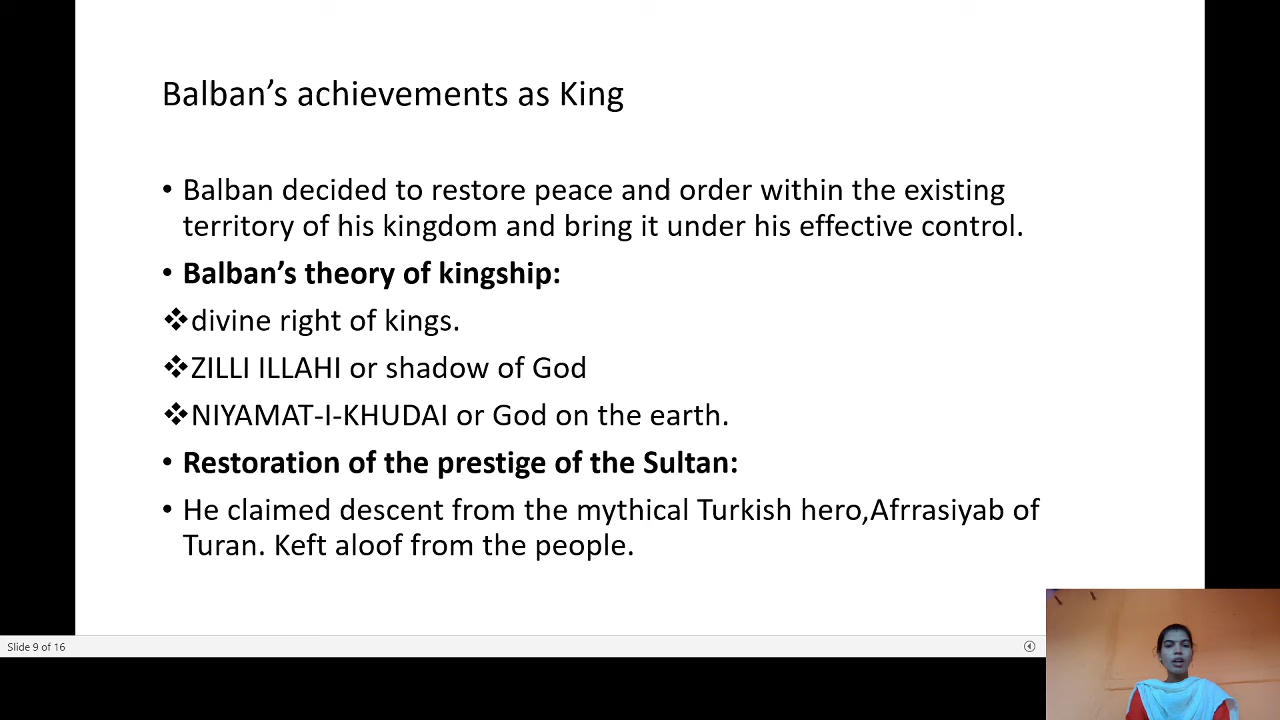 Balban’s achievements as King
• Balban decided to restore peace and order within the existing
territory of his kingdom and bring it under his effective control.
• Balban’s theory of kingship:
❖divine right of kings.
❖ZILLI ILLAHI or shadow of God
❖NIYAMAT-I-KHUDAI or God on the earth.
• Restoration of the prestige of the Sultan:
• He claimed descent from the mythical Turkish hero,Afrrasiyab of
Turan. Keft aloof from the people.
Slide 9 of 16